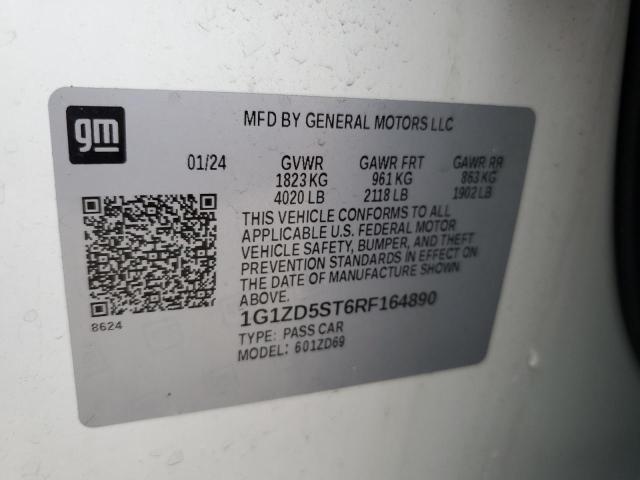 gm
MFD BY GENERAL MOTORS LLC
01/24 GVWR GAWR FRT GAWR RR
1823 KG 961 KG 863 KG
4020 LB 2118 LB 1902 LB
THIS VEHICLE CONFORMS TO ALL
APPLICABLE U.S. FEDERAL MOTOR
VEHICLE SAFETY, BUMPER, AND THEFT
PREVENTION STANDARDS IN EFFECT ON
THE DATE OF MANUFACTURE SHOWN
ABOVE.
8624
1G1ZD5ST6RF164890
TYPE: PASS CAR
MODEL: 601ZD69